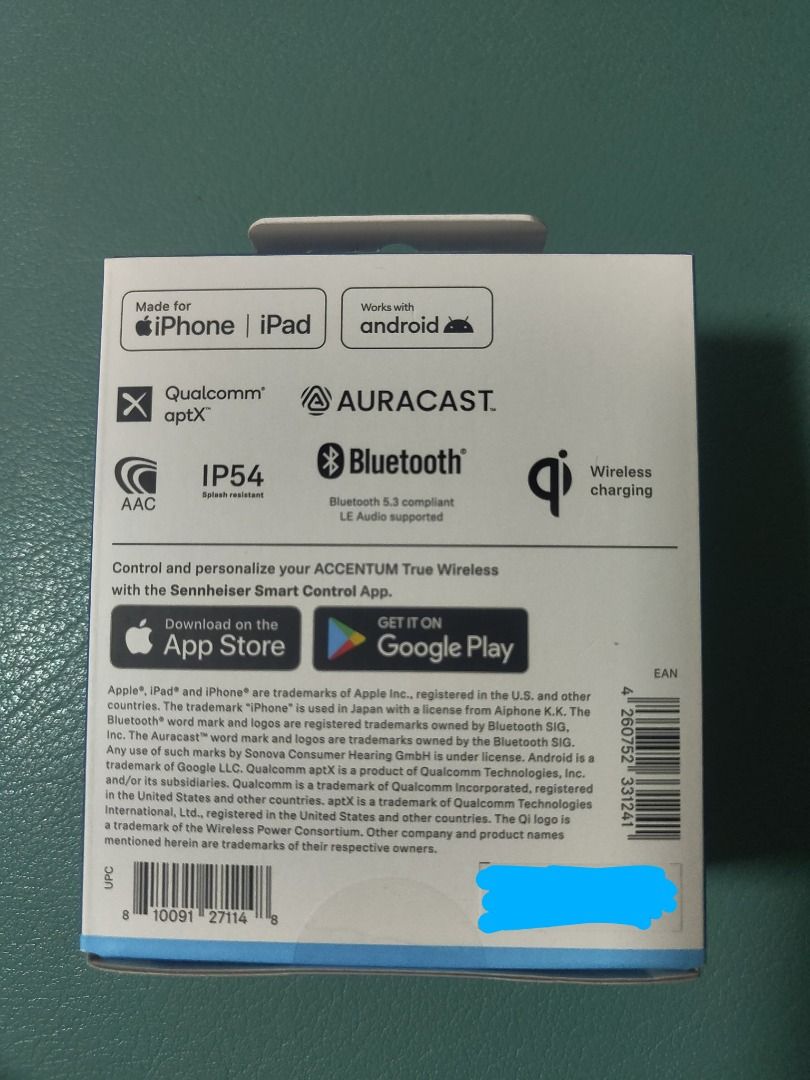 Made for
iPhone | iPad
Works with
android
Qualcomm®
aptX™
AURACAST™
AAC
IP54
Splash resistant
Bluetooth®
Bluetooth 5.3 compliant
LE Audio supported
qi
Wireless
charging
Control and personalize your ACCENTUM True Wireless
with the Sennheiser Smart Control App.
Download on the
App Store
GET IT ON
Google Play
Apple®, iPad® and iPhone® are trademarks of Apple Inc., registered in the U.S. and other
countries. The trademark "iPhone" is used in Japan with a license from Aiphone K.K. The
Bluetooth® word mark and logos are registered trademarks owned by Bluetooth SIG,
Inc. The Auracast™ word mark and logos are trademarks owned by the Bluetooth SIG.
Any use of such marks by Sonova Consumer Hearing GmbH is under license. Android is a
trademark of Google LLC. Qualcomm aptX is a product of Qualcomm Technologies, Inc.
and/or its subsidiaries. Qualcomm is a trademark of Qualcomm Incorporated, registered
in the United States and other countries. aptX is a trademark of Qualcomm Technologies
International, Ltd., registered in the United States and other countries. The Qi logo is
a trademark of the Wireless Power Consortium. Other company and product names
mentioned herein are trademarks of their respective owners.
EAN
4 260752 331241
UPC
8 10091 27114 8